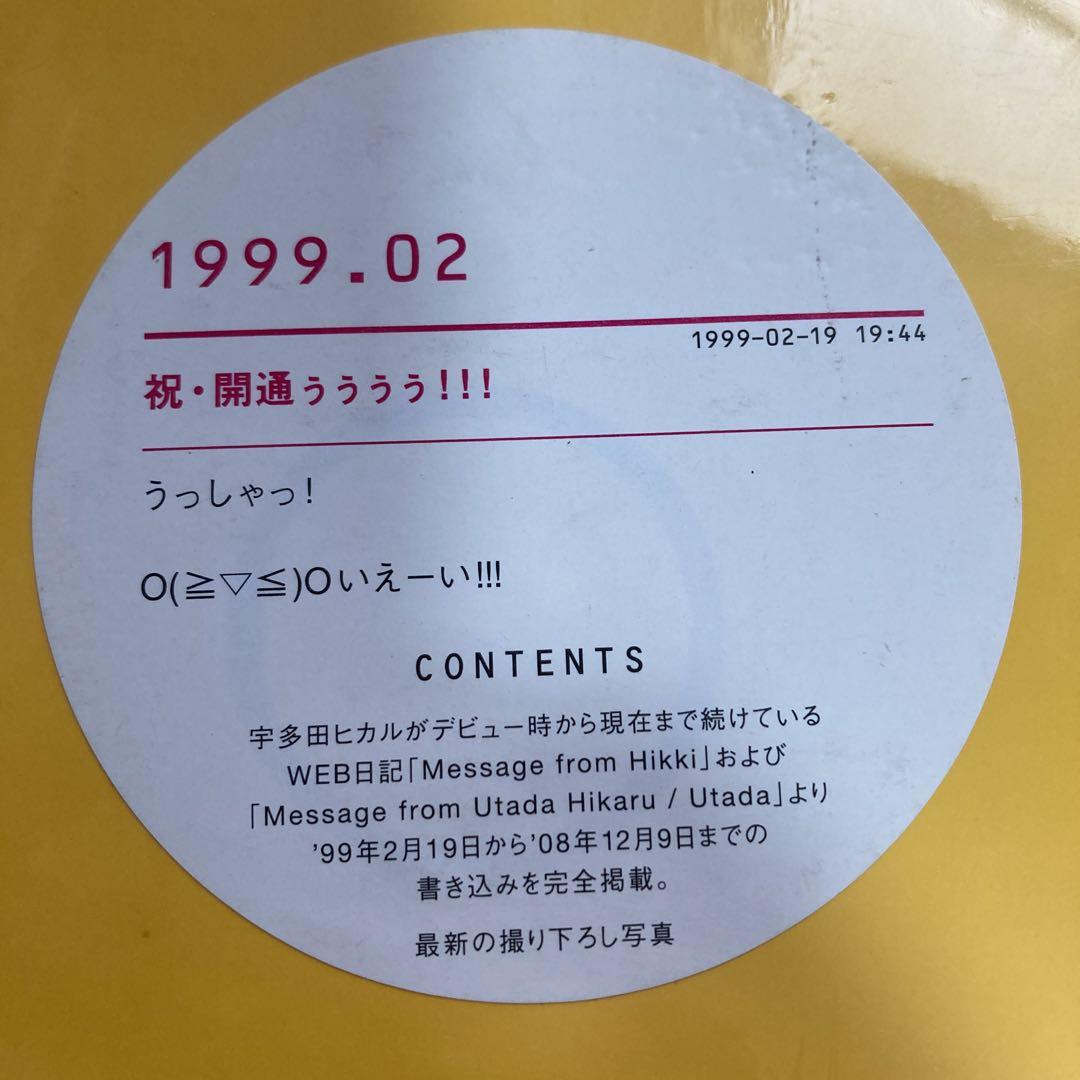 1999.02
1999-02-19 19:44
祝・開通ぅぅぅぅ!!!
うっしゃっ!
O(≧▽≦)Oいえーい!!!
CONTENTS
宇多田ヒカルがデビュー時から現在まで続けている
WEB日記「Message from Hikki」および
「Message from Utada Hikaru / Utada」より
’99年2月19日から’08年12月9日までの
書き込みを完全掲載。
最新の撮り下ろし写真